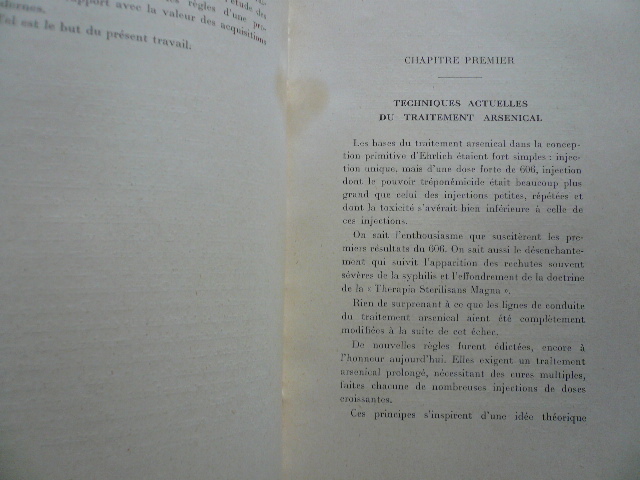 l'étude des
dernes.
rapport avec la valeur des acquisitions
règles d'une
Tel est le but du présent travail.
CHAPITRE PREMIER
TECHNIQUES ACTUELLES
DU TRAITEMENT ARSENICAL
Les bases du traitement arsenical dans la concep-
tion primitive d'Ehrlich étaient fort simples : injec-
tion unique, mais d'une dose forte de 606, injection
dont le pouvoir tréponémicide était beaucoup plus
grand que celui des injections petites, répétées et
dont la toxicité s'avérait bien inférieure à celle de
ces injections.
On sait l'enthousiasme que suscitèrent les pre-
miers résultats du 606. On sait aussi le désenchante-
ment qui suivit l'apparition des rechutes souvent
sévères de la syphilis et l'effondrement de la doctrine
de la « Therapia Sterilisans Magna ».
Rien de surprenant à ce que les lignes de conduite
du traitement arsenical aient été complètement
modifiées à la suite de cet échec.
De nouvelles règles furent édictées, encore à
l'honneur aujourd'hui. Elles exigent un traitement
arsenical prolongé, nécessitant des cures multiples,
faites chacune de nombreuses injections de doses
croissantes.
Ces principes s'inspirent d'une idée théorique